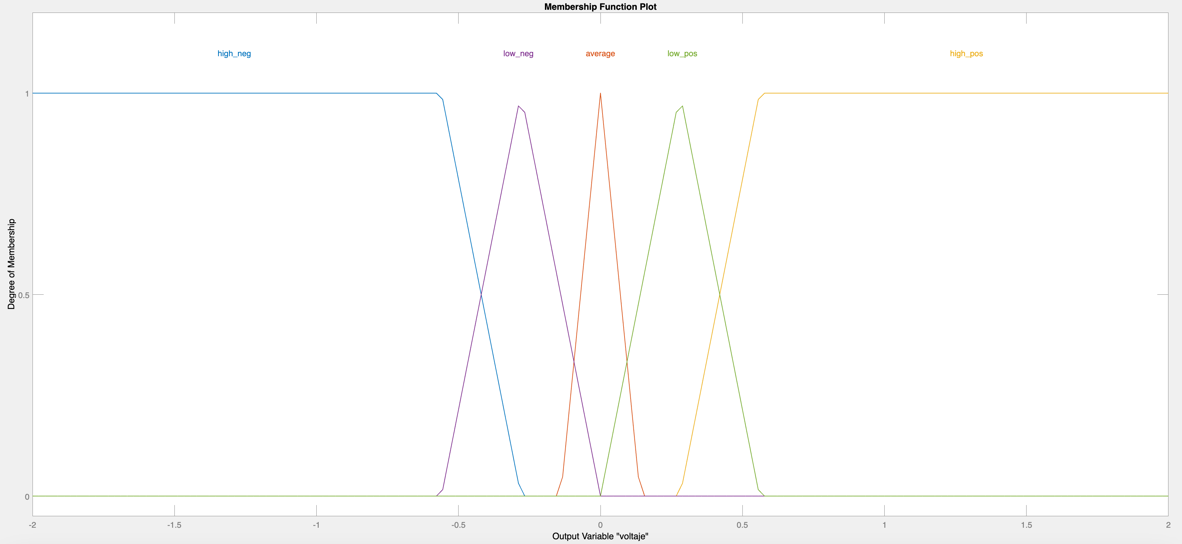 Membership Function Plot
high_neg low_neg average low_pos high_pos
1
Degree of Membership
0.5
0
-2 -1.5 -1 -0.5 0 0.5 1 1.5 2
Output Variable "voltaje"